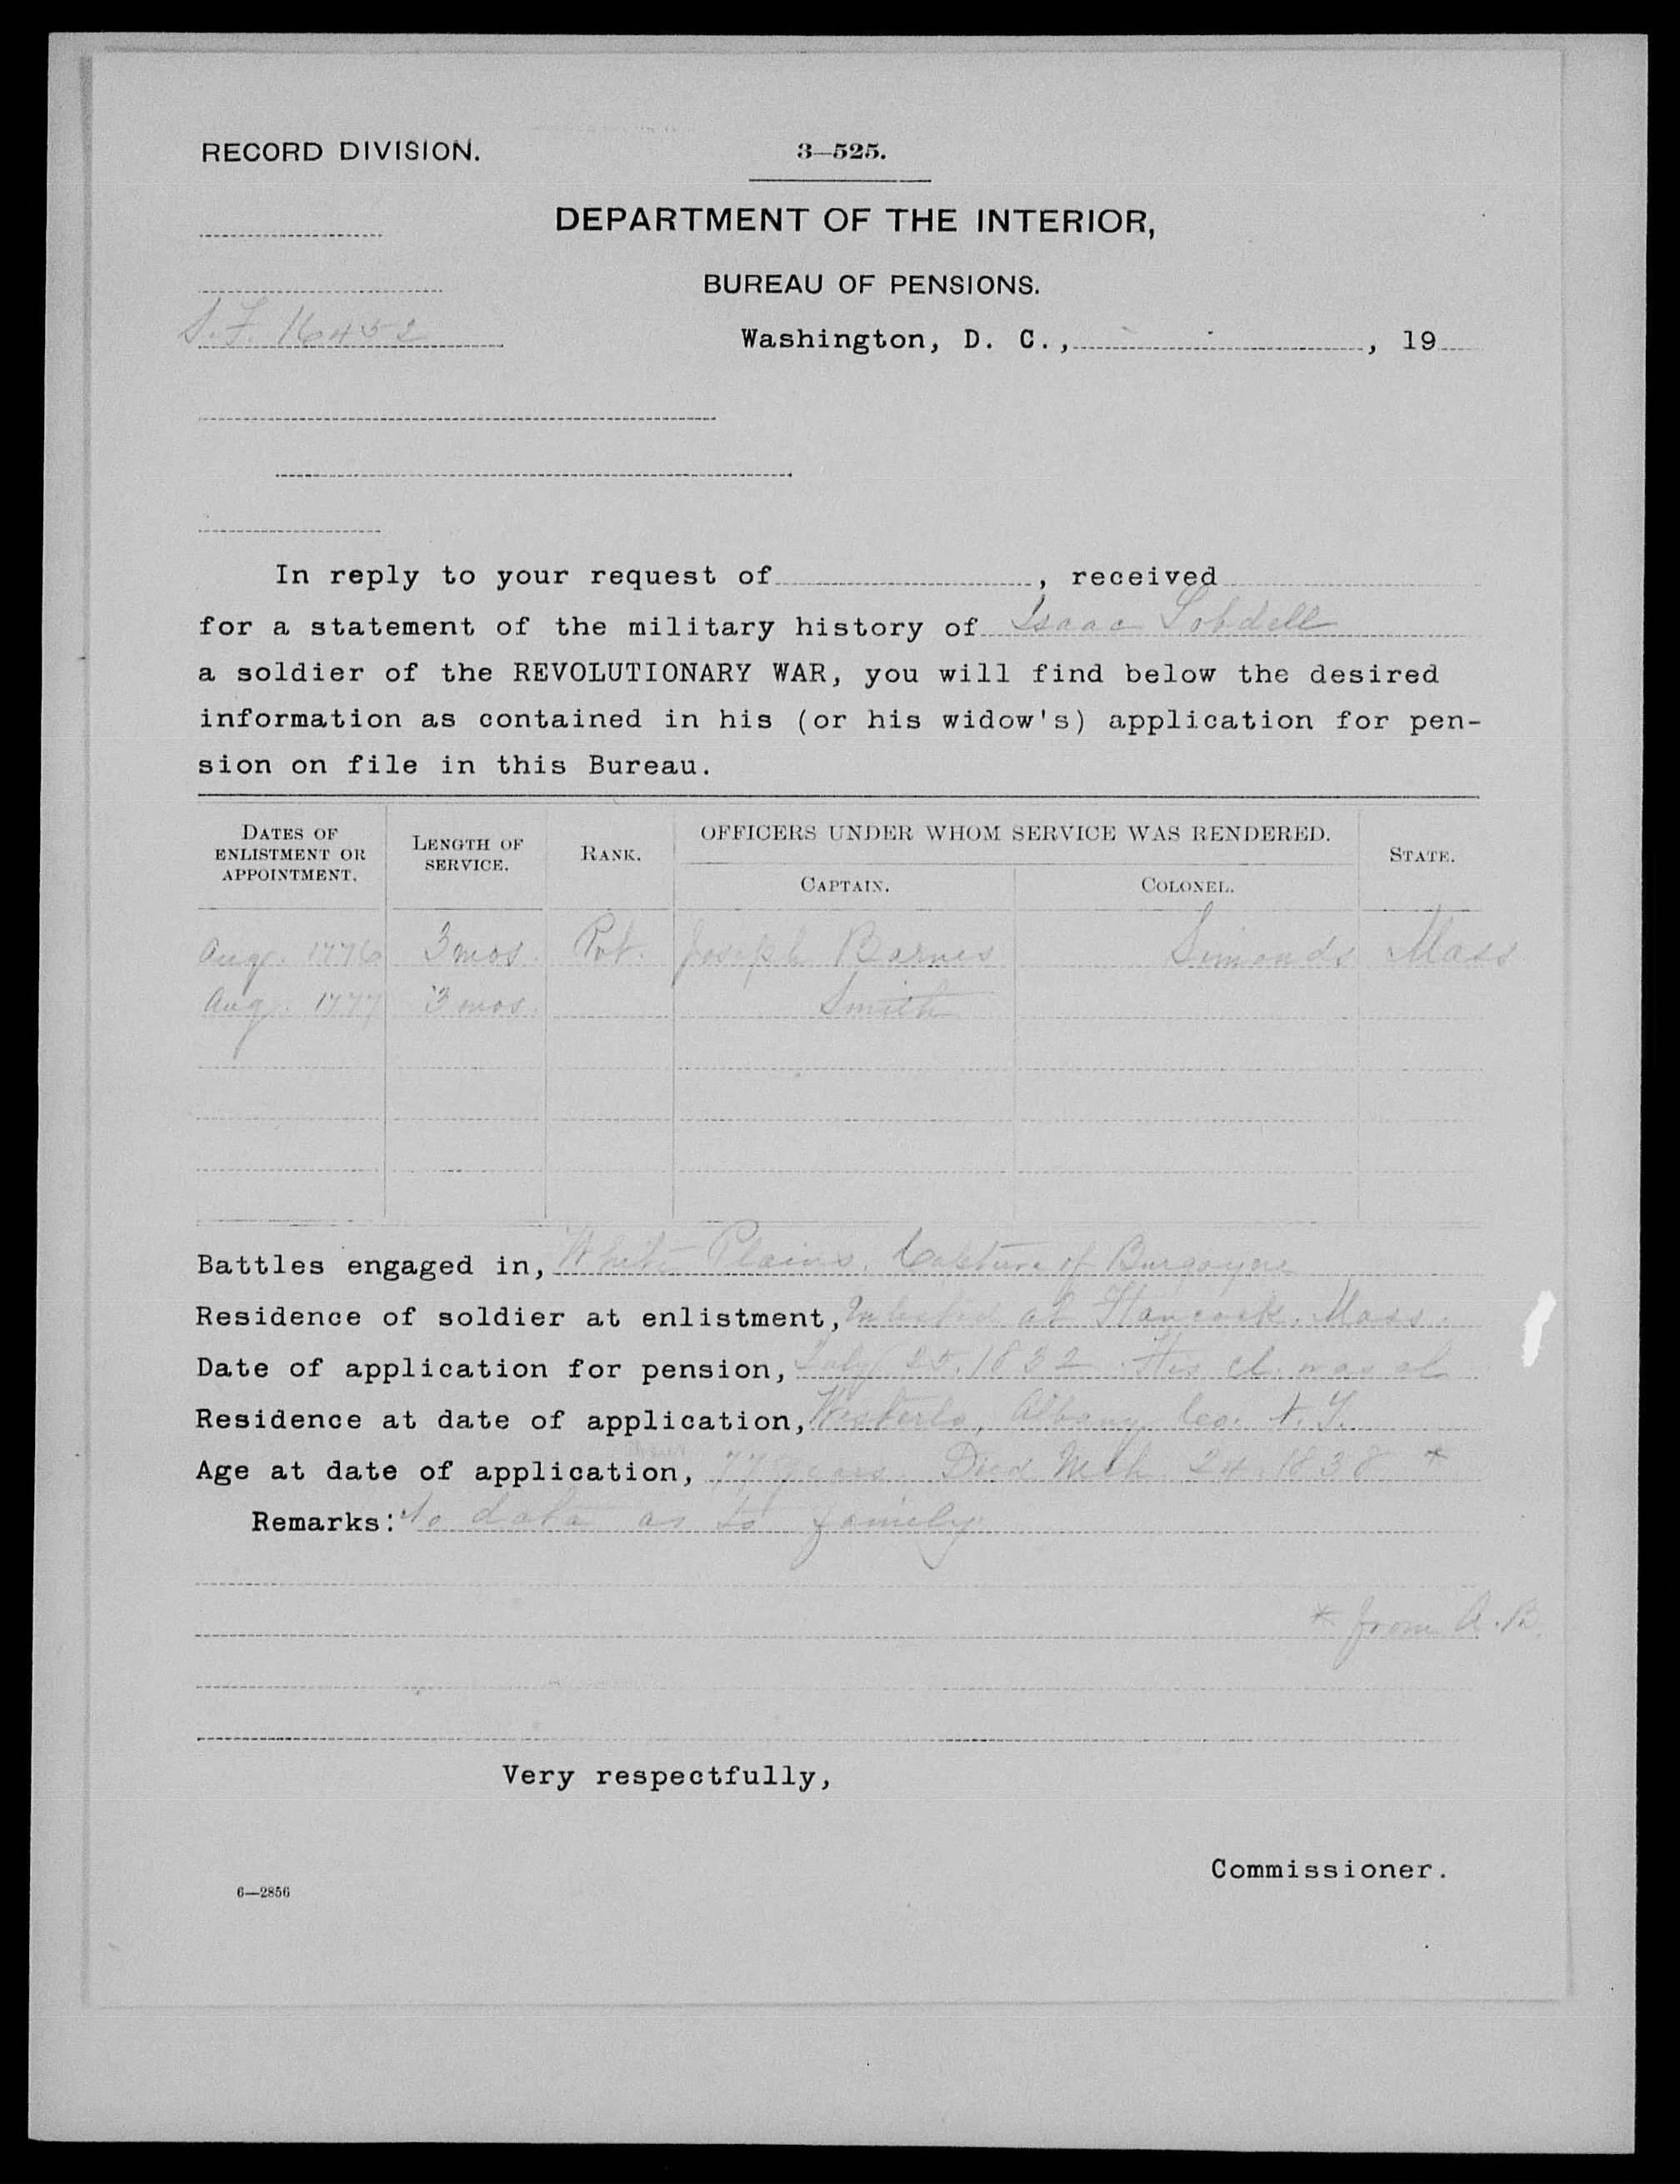 RECORD DIVISION.
3—525.
DEPARTMENT OF THE INTERIOR,
BUREAU OF PENSIONS.
S.F. 16452
Washington, D. C., , 19
In reply to your request of , received
for a statement of the military history of Isaac Lobdell
a soldier of the REVOLUTIONARY WAR, you will find below the desired
information as contained in his (or his widow's) application for pen-
sion on file in this Bureau.
DATES OF ENLISTMENT OR APPOINTMENT. LENGTH OF SERVICE. RANK. OFFICERS UNDER WHOM SERVICE WAS RENDERED. STATE.
CAPTAIN. COLONEL.
Aug. 1776 3 mos. Pvt. Joseph Barnes Simonds Mass
Aug. 1777 3 mos. Smith
Battles engaged in, White Plains, Capture of Burgoyne
Residence of soldier at enlistment, Enlisted at Hancock, Mass.
Date of application for pension, July 25, 1832. His cl. was al
Residence at date of application, Westerlo, Albany Co. N.Y.
Age at date of application, 77 years. Died Mch 24, 1838 *
Remarks: No data as to family
* from A.B.
Very respectfully,
Commissioner.
6—2856